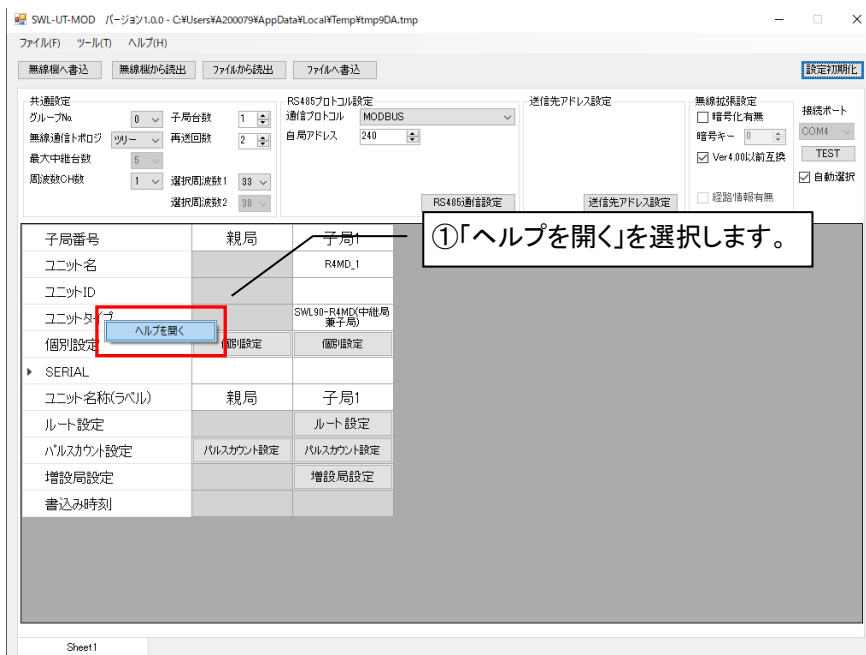 SWL-UT-MOD バージョン1.0.0 - C:¥Users¥A200079¥AppData¥Local¥Temp¥tmp9DA.tmp
ファイル(F) ツール(T) ヘルプ(H)
無線機へ書込 無線機から読出 ファイルから読出 ファイルへ書込 設定初期化
共通設定 RS485プロトコル設定 送信先アドレス設定 無線拡張設定
グループNo. 0 子局台数 1 通信プロトコル MODBUS 暗号化有無 接続ポート
無線通信トポロジ ツリー 再送回数 2 自局アドレス 240 暗号キー 0 COM4
最大中継台数 5 Ver4.00以前互換 TEST
周波数CH数 1 選択周波数1 33 自動選択
選択周波数2 38 RS485通信設定 送信先アドレス設定 経路情報有無
①「ヘルプを開く」を選択します。
子局番号 親局 子局1
ユニット名 R4MD_1
ユニットID
ユニットタイプ SWL90-R4MD(中継局兼子局)
ヘルプを開く
個別設定 個別設定 個別設定
SERIAL
ユニット名称(ラベル) 親局 子局1
ルート設定 ルート設定
パルスカウント設定 パルスカウント設定 パルスカウント設定
増設局設定 増設局設定
書込み時刻
Sheet1